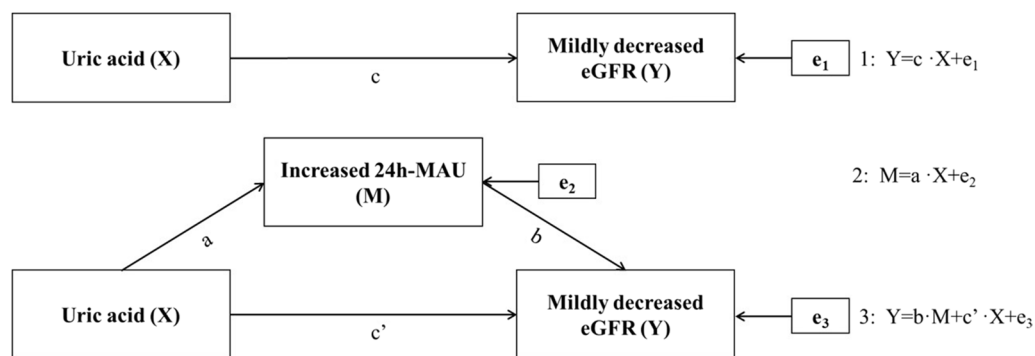 Uric acid (X)
c
Mildly decreased
eGFR (Y)
e₁
1: Y=c ·X+e₁
Increased 24h-MAU
(M)
e₂
2: M=a ·X+e₂
a
b
Uric acid (X)
c’
Mildly decreased
eGFR (Y)
e₃
3: Y=b·M+c’ ·X+e₃